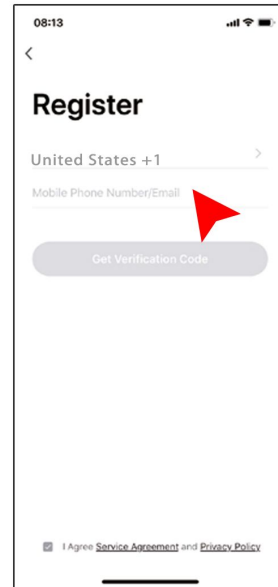 08:13
Register
United States +1
Mobile Phone Number/Email
Get Verification Code
I Agree Service Agreement and Privacy Policy